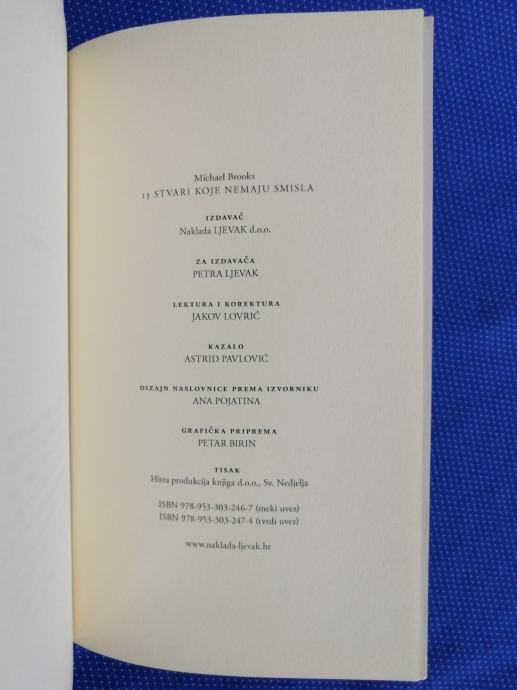 Michael Brooks
13 STVARI KOJE NEMAJU SMISLA
IZDAVAČ
Naklada LJEVAK d.o.o.
ZA IZDAVAČA
PETRA LJEVAK
LEKTURA I KOREKTURA
JAKOV LOVRIĆ
KAZALO
ASTRID PAVLOVIĆ
DIZAJN NASLOVNICE PREMA IZVORNIKU
ANA POJATINA
GRAFIČKA PRIPREMA
PETAR BIRIN
TISAK
Hitra produkcija knjiga d.o.o., Sv. Nedjelja
ISBN 978-953-303-246-7 (meki uvez)
ISBN 978-953-303-247-4 (tvrdi uvez)
www.naklada-ljevak.hr